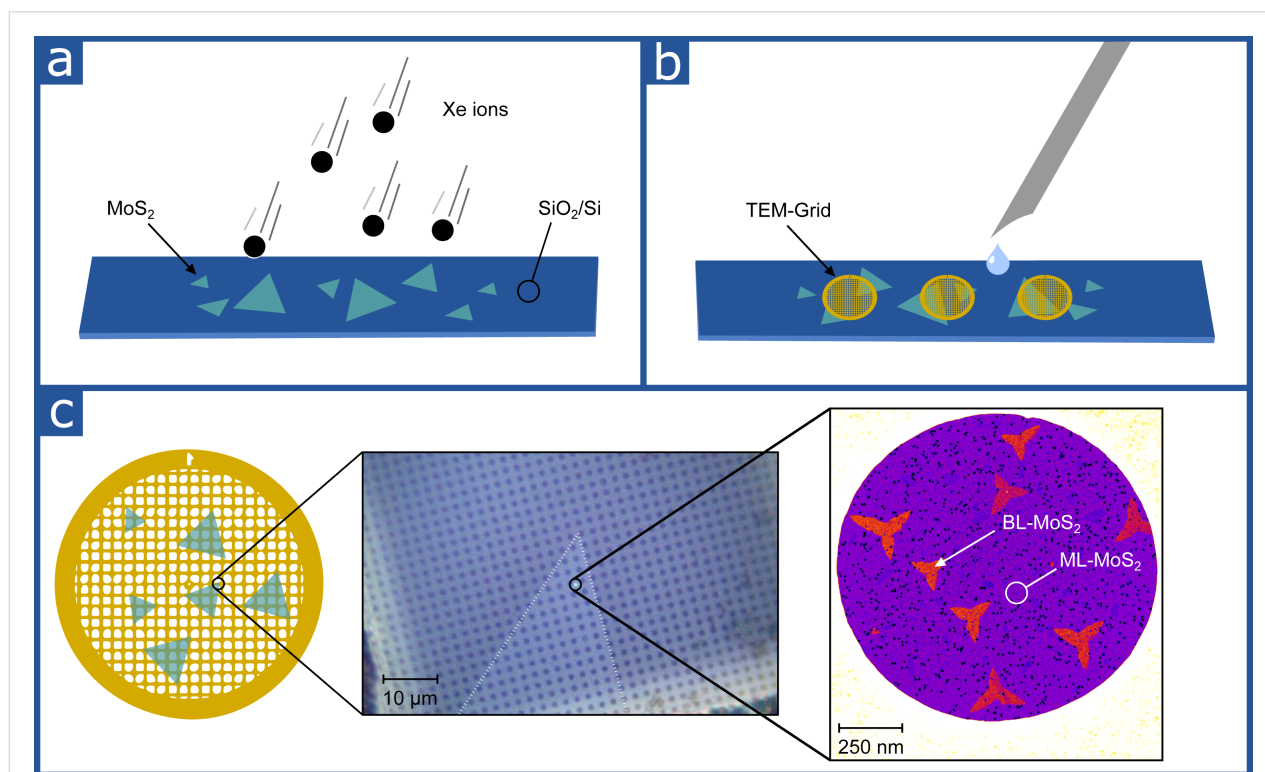 a
Xe ions
MoS₂
SiO₂/Si
b
TEM-Grid
c
10 µm
BL-MoS₂
ML-MoS₂
250 nm